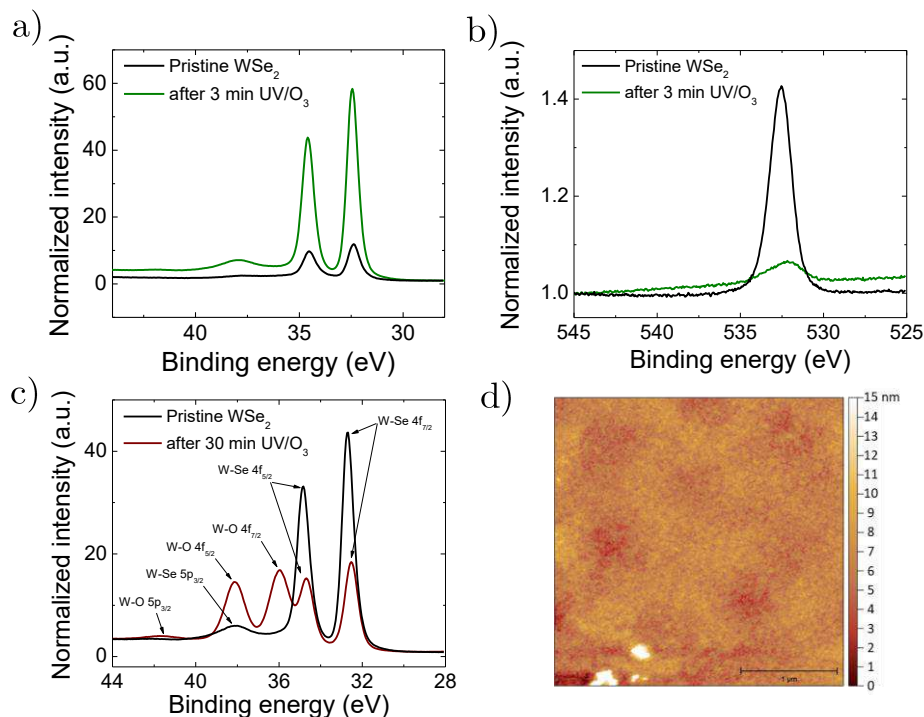 a)
Pristine WSe₂
after 3 min UV/O₃
Normalized intensity (a.u.)
60
40
20
0
40
35
30
Binding energy (eV)
b)
Pristine WSe₂
after 3 min UV/O₃
Normalized intensity (a.u.)
1.4
1.2
1.0
545
540
535
530
525
Binding energy (eV)
c)
Pristine WSe₂
after 30 min UV/O₃
W-Se 4f₇/₂
W-Se 4f₅/₂
W-O 4f₇/₂
W-O 4f₅/₂
W-Se 5p₃/₂
W-O 5p₃/₂
Normalized intensity (a.u.)
40
20
0
44
40
36
32
28
Binding energy (eV)
d)
15 nm
14
13
12
11
10
9
8
7
6
5
4
3
2
1
0
1 µm